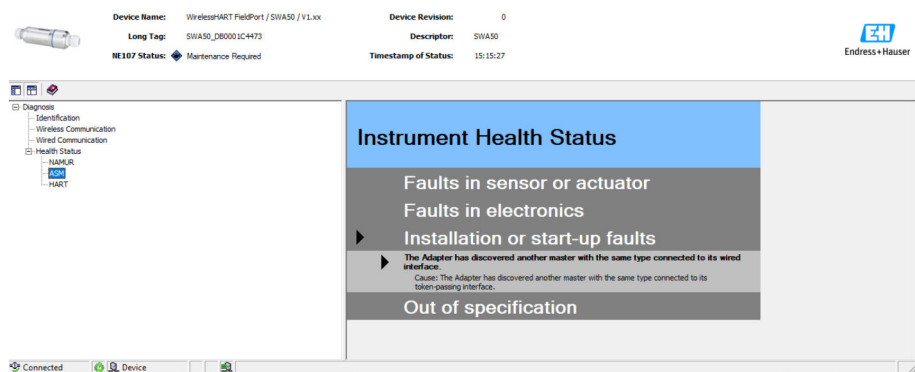 Device Name: WirelessHART FieldPort / SWA50 / V1.xx Device Revision: 0
Long Tag: SWA50_DB0001C4473 Descriptor: SWA50
NE107 Status: Maintenance Required Timestamp of Status: 15:15:27
EH
Endress+Hauser
Diagnosis
Identification
Wireless Communication
Wired Communication
Health Status
NAMUR
ASM
HART
Instrument Health Status
Faults in sensor or actuator
Faults in electronics
Installation or start-up faults
The Adapter has discovered another master with the same type connected to its wired
interface.
Cause: The Adapter has discovered another master with the same type connected to its
token-passing interface.
Out of specification
Connected Device